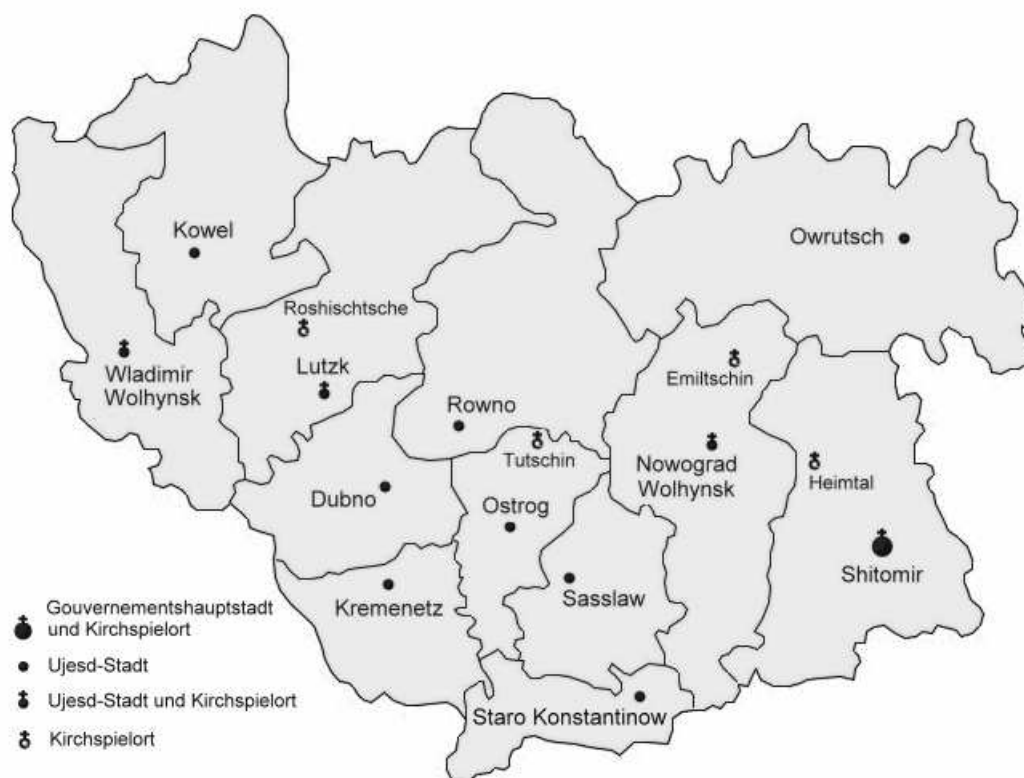 Kowel
Owrutsch
Roshischtsche
Wladimir
Wolhynsk
Lutzk
Emiltschin
Rowno
Tutschin
Nowograd
Wolhynsk
Heimtal
Dubno
Ostrog
Shitomir
Kremenetz
Sasslaw
Staro Konstantinow
Gouvernementshauptstadt
und Kirchspielort
Ujesd-Stadt
Ujesd-Stadt und Kirchspielort
Kirchspielort